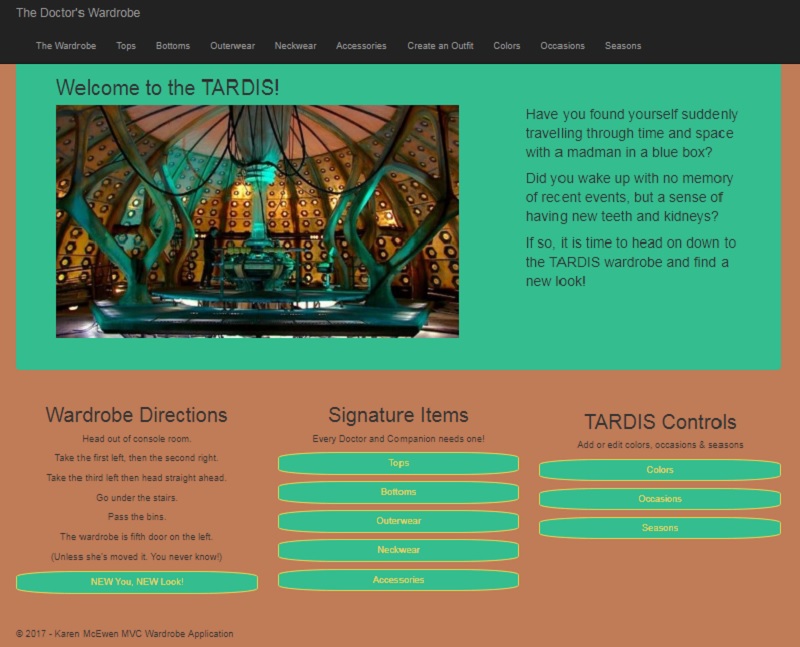 The Doctor's Wardrobe
The Wardrobe Tops Bottoms Outerwear Neckwear Accessories Create an Outfit Colors Occasions Seasons
Welcome to the TARDIS!
Have you found yourself suddenly
travelling through time and space
with a madman in a blue box?
Did you wake up with no memory
of recent events, but a sense of
having new teeth and kidneys?
If so, it is time to head on down to
the TARDIS wardrobe and find a
new look!
Wardrobe Directions
Head out of console room.
Take the first left, then the second right.
Take the third left then head straight ahead.
Go under the stairs.
Pass the bins.
The wardrobe is fifth door on the left.
(Unless she's moved it. You never know!)
NEW You, NEW Look!
Signature Items
Every Doctor and Companion needs one!
Tops
Bottoms
Outerwear
Neckwear
Accessories
TARDIS Controls
Add or edit colors, occasions & seasons
Colors
Occasions
Seasons
© 2017 - Karen McEwen MVC Wardrobe Application